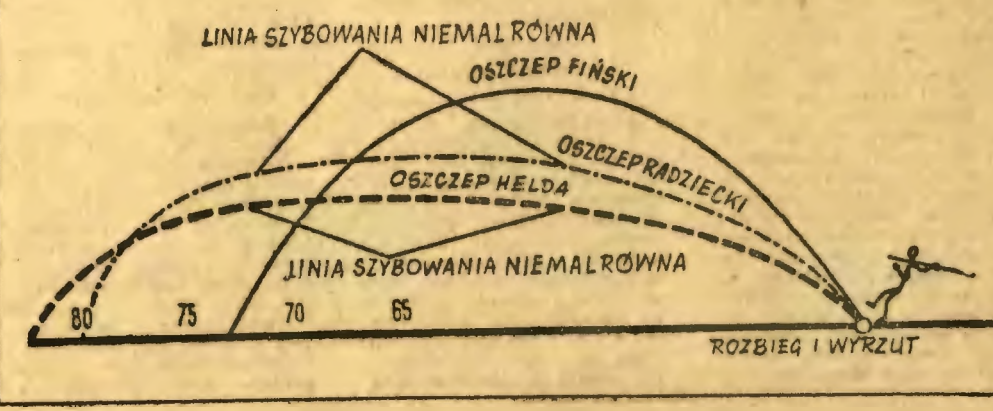 LINIA SZYBOWANIA NIEMAL RÓWNA
OSZCZEP FIŃSKI
OSZCZEP RADZIECKI
OSZCZEP HELDA
LINIA SZYBOWANIA NIEMAL RÓWNA
80 75 70 65
ROZBIEG I WYRZUT